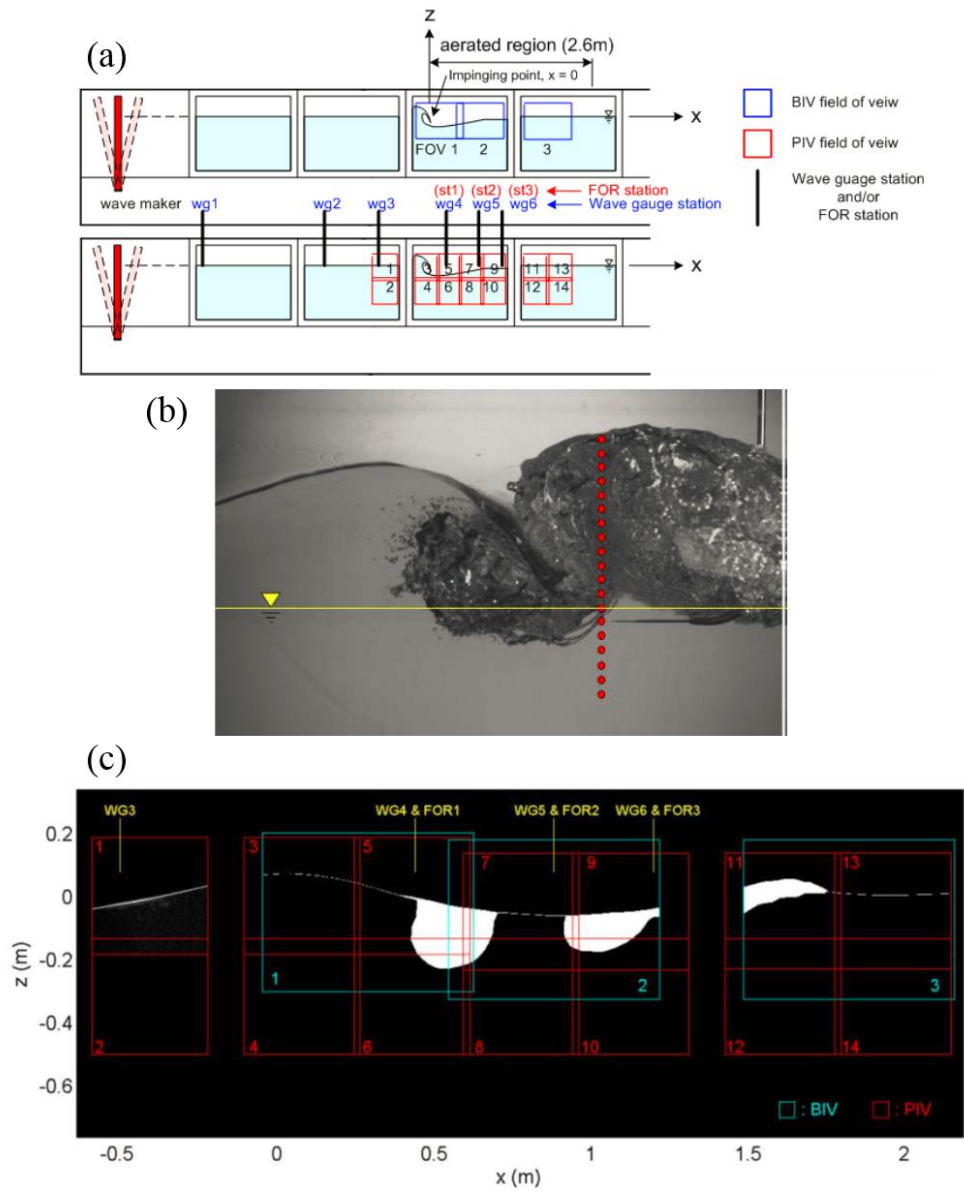 (a)
z
aerated region (2.6m)
Impinging point, x = 0
x
FOV 1 2 3
BIV field of veiw
PIV field of veiw
Wave guage station
and/or
FOR station
(st1) (st2) (st3) FOR station
wave maker wg1 wg2 wg3 wg4 wg5 wg6 Wave gauge station
x
1 3 5 7 9 11 13
2 4 6 8 10 12 14
(b)
(c)
WG3 WG4 & FOR1 WG5 & FOR2 WG6 & FOR3
0.2
1 3 5 7 9 11 13
0
z (m)
-0.2
1 2 3
-0.4
2 4 6 8 10 12 14
-0.6
: BIV : PIV
-0.5 0 0.5 1 1.5 2
x (m)